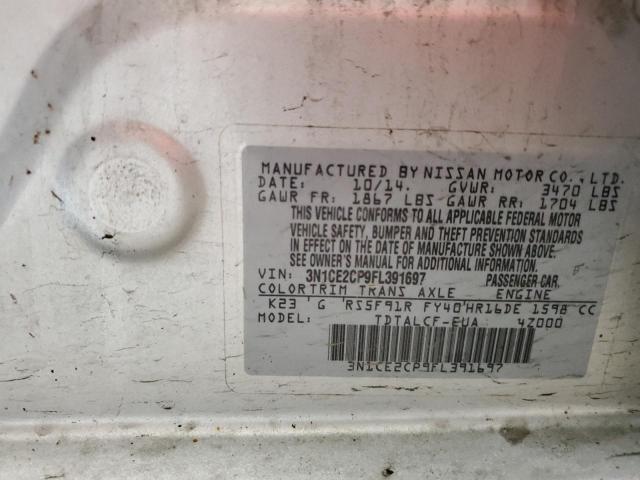 MANUFACTURED BY NISSAN MOTOR CO., LTD.
DATE: 10/14. GVWR: 3470 LBS
GAWR FR: 1867 LBS GAWR RR: 1704 LBS
THIS VEHICLE CONFORMS TO ALL APPLICABLE FEDERAL MOTOR
VEHICLE SAFETY, BUMPER AND THEFT PREVENTION STANDARDS
IN EFFECT ON THE DATE OF MANUFACTURE SHOWN ABOVE.
SEE OWNER'S MANUAL FOR ADDITIONAL INFORMATION.
VIN: 3N1CE2CP9FL391697 PASSENGER CAR.
COLOR TRIM TRANS AXLE ENGINE
K23 G RS5F91R FY40 HR16DE 1598 CC
MODEL: TDTALCF-EUA 4Z000
3N1CE2CP9FL391697